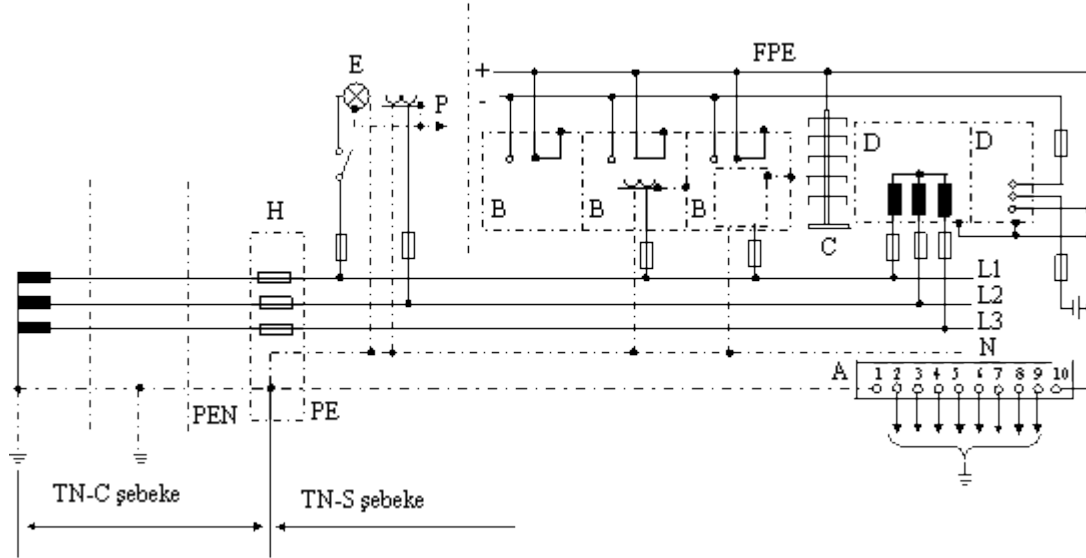 FPE
E
+
-
P
B
B
B
C
D
D
H
L1
L2
L3
N
A
1 2 3 4 5 6 7 8 9 10
PEN
PE
TN-C şebeke
TN-S şebeke